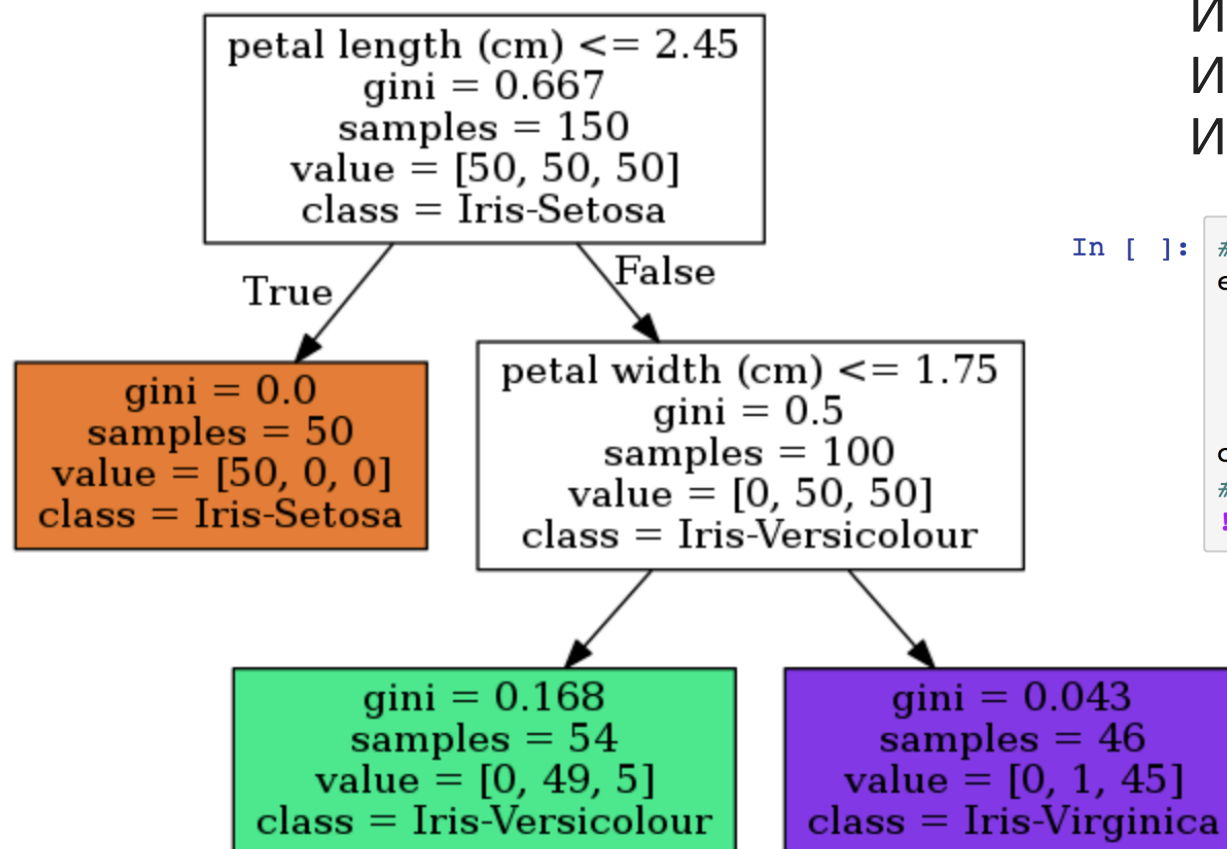 petal length (cm) <= 2.45
gini = 0.667
samples = 150
value = [50, 50, 50]
class = Iris-Setosa
True
False
gini = 0.0
samples = 50
value = [50, 0, 0]
class = Iris-Setosa
petal width (cm) <= 1.75
gini = 0.5
samples = 100
value = [0, 50, 50]
class = Iris-Versicolour
gini = 0.168
samples = 54
value = [0, 49, 5]
class = Iris-Versicolour
gini = 0.043
samples = 46
value = [0, 1, 45]
class = Iris-Virginica
И
И
И
In [ ]:
#
#
!